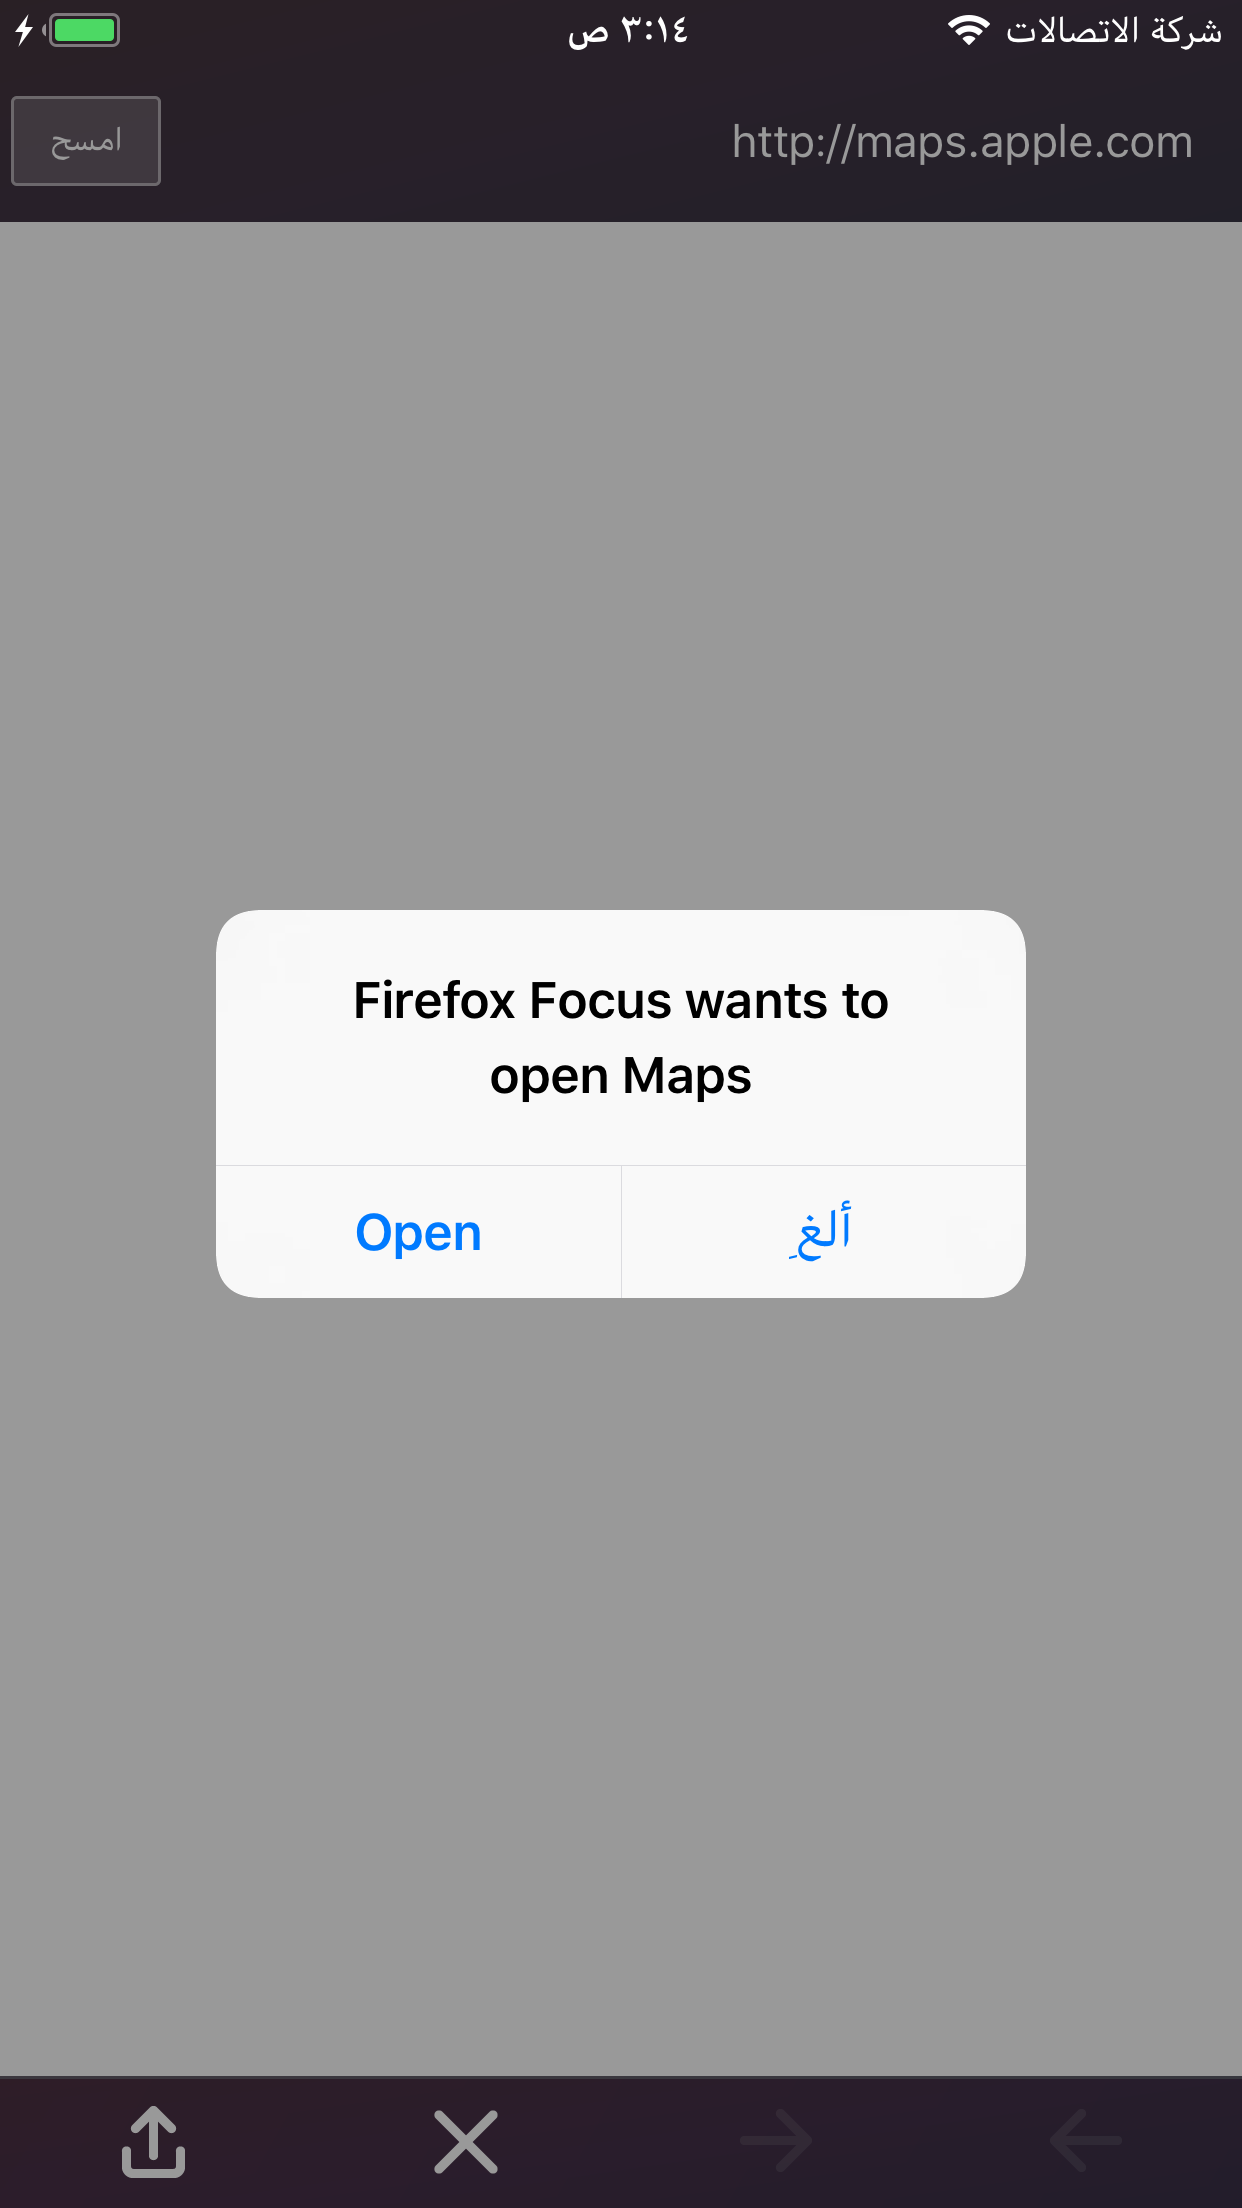 شركة الاتصالات
٣:١٤ ص
http://maps.apple.com
امسح
Firefox Focus wants to
open Maps
ألغِ
Open